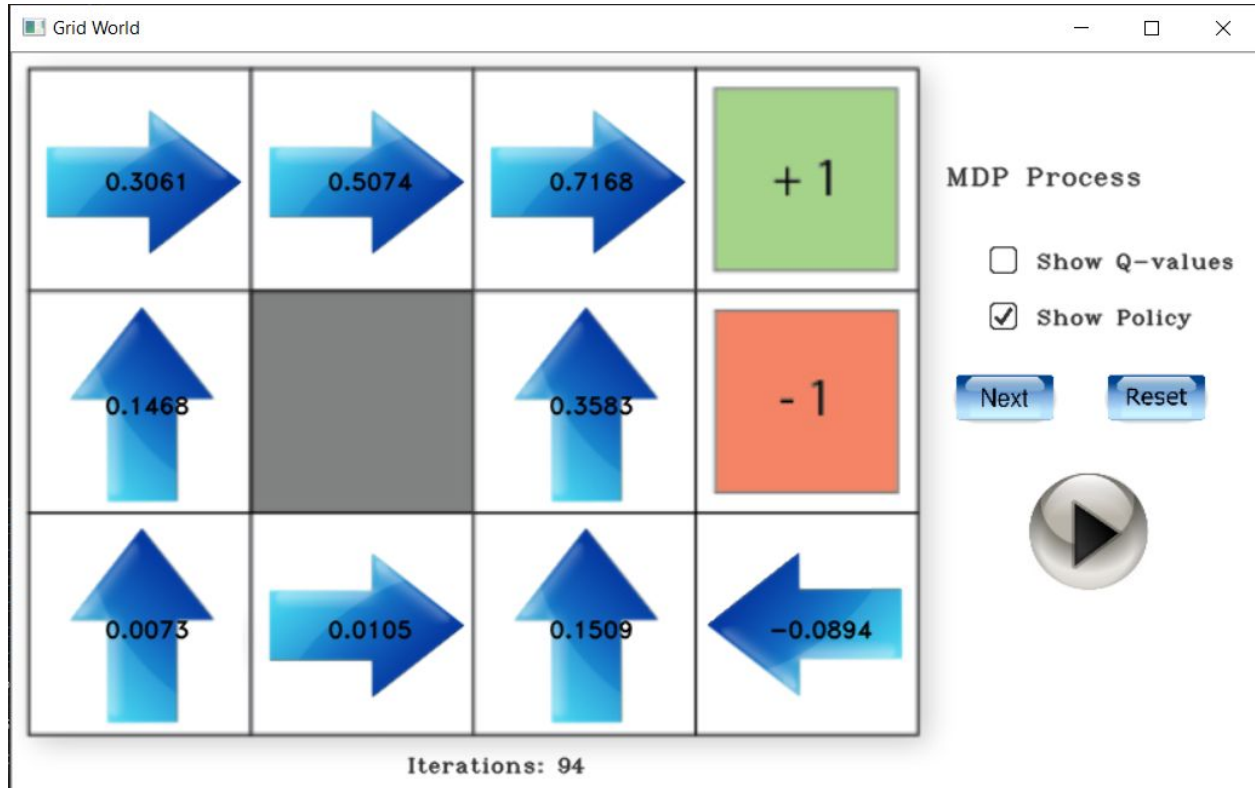 Grid World
0.3061 0.5074 0.7168 + 1
MDP Process
Show Q-values
Show Policy
0.1468 0.3583 - 1
Next Reset
0.0073 0.0105 0.1509 -0.0894
Iterations: 94